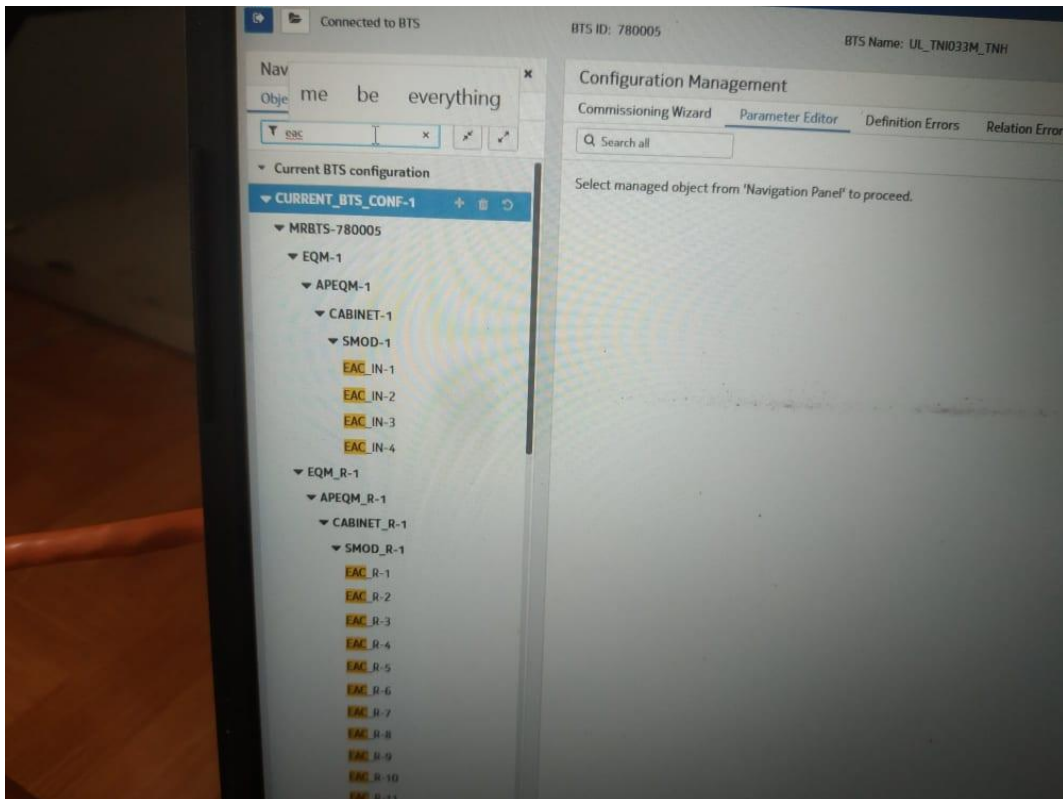 Connected to BTS
BTS ID: 780005
BTS Name: UL_TNI033M_TNH
Nav
me be everything
Obje
eac
Current BTS configuration
CURRENT_BTS_CONF-1
MRBTS-780005
EQM-1
APEQM-1
CABINET-1
SMOD-1
EAC_IN-1
EAC_IN-2
EAC_IN-3
EAC_IN-4
EQM_R-1
APEQM_R-1
CABINET_R-1
SMOD_R-1
EAC_R-1
EAC_R-2
EAC_R-3
EAC_R-4
EAC_R-5
EAC_R-6
EAC_R-7
EAC_R-8
EAC_R-9
EAC_R-10
EAC_R-11
Configuration Management
Commissioning Wizard Parameter Editor Definition Errors Relation Error
Search all
Select managed object from 'Navigation Panel' to proceed.